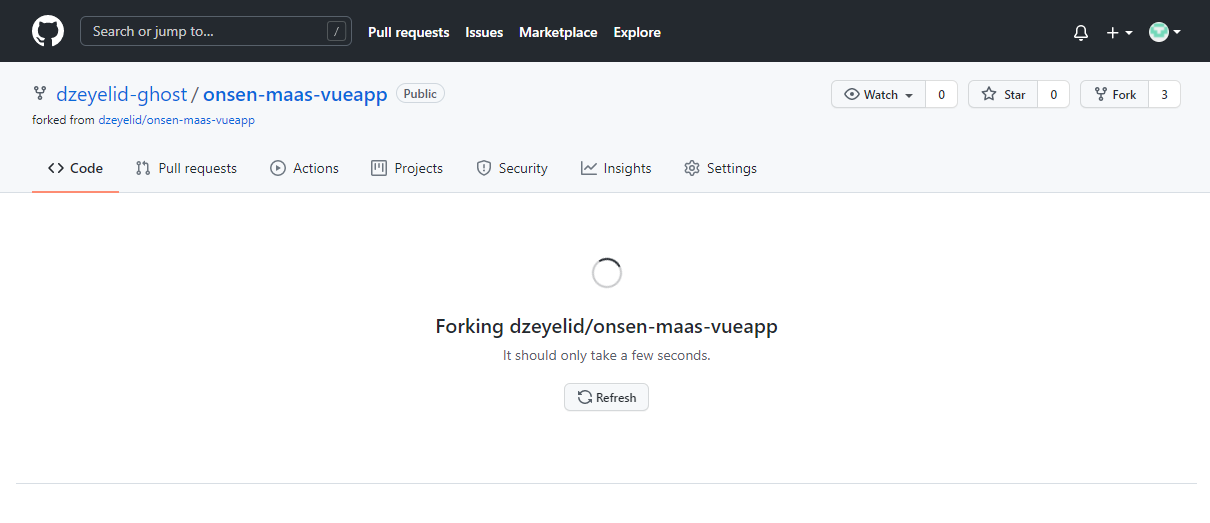 Search or jump to... /
Pull requests Issues Marketplace Explore
dzeyelid-ghost / onsen-maas-vueapp Public
Watch 0 Star 0 Fork 3
forked from dzeyelid/onsen-maas-vueapp
Code Pull requests Actions Projects Security Insights Settings
Forking dzeyelid/onsen-maas-vueapp
It should only take a few seconds.
Refresh